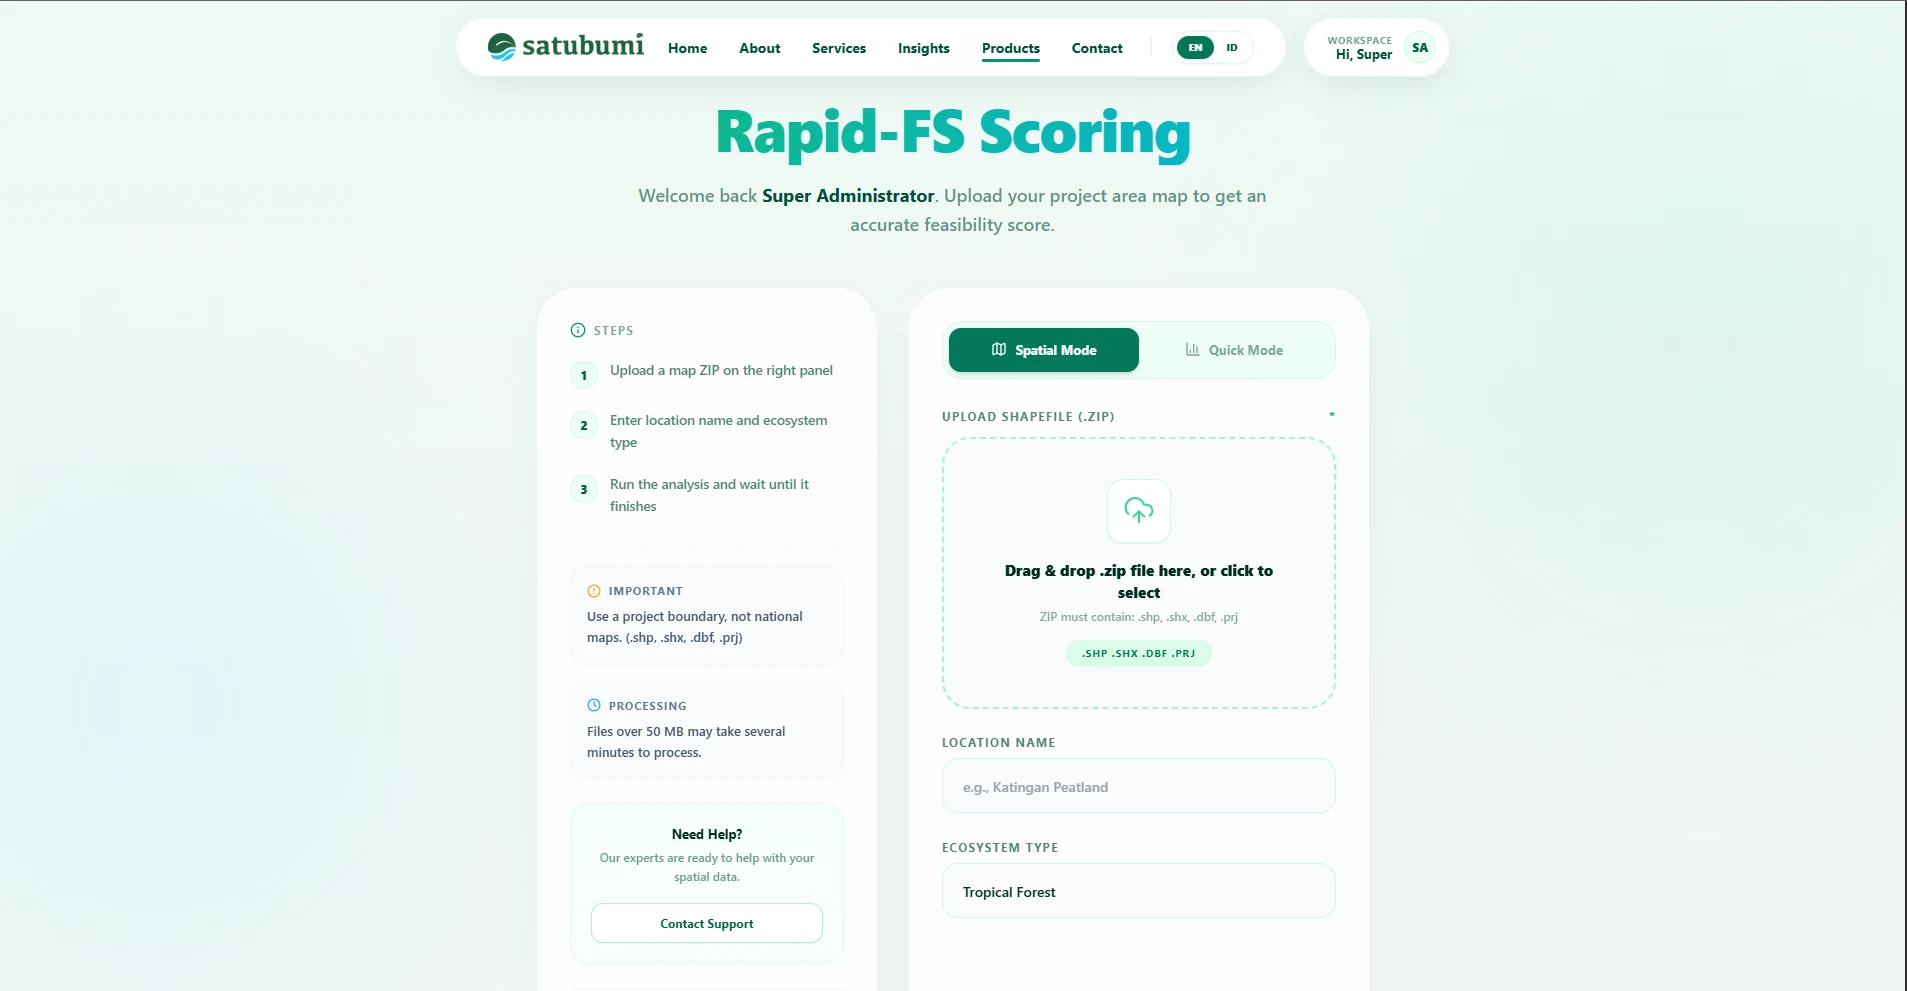 satubumi
Home
About
Services
Insights
Products
Contact
EN
ID
WORKSPACE
Hi, Super
SA
Rapid-FS Scoring
Welcome back Super Administrator. Upload your project area map to get an
accurate feasibility score.
STEPS
1
Upload a map ZIP on the right panel
2
Enter location name and ecosystem
type
3
Run the analysis and wait until it
finishes
IMPORTANT
Use a project boundary, not national
maps. (.shp, .shx, .dbf, .prj)
PROCESSING
Files over 50 MB may take several
minutes to process.
Need Help?
Our experts are ready to help with your
spatial data.
Contact Support
Spatial Mode
Quick Mode
UPLOAD SHAPEFILE (.ZIP) *
Drag & drop .zip file here, or click to
select
ZIP must contain: .shp, .shx, .dbf, .prj
.SHP .SHX .DBF .PRJ
LOCATION NAME
e.g., Katingan Peatland
ECOSYSTEM TYPE
Tropical Forest